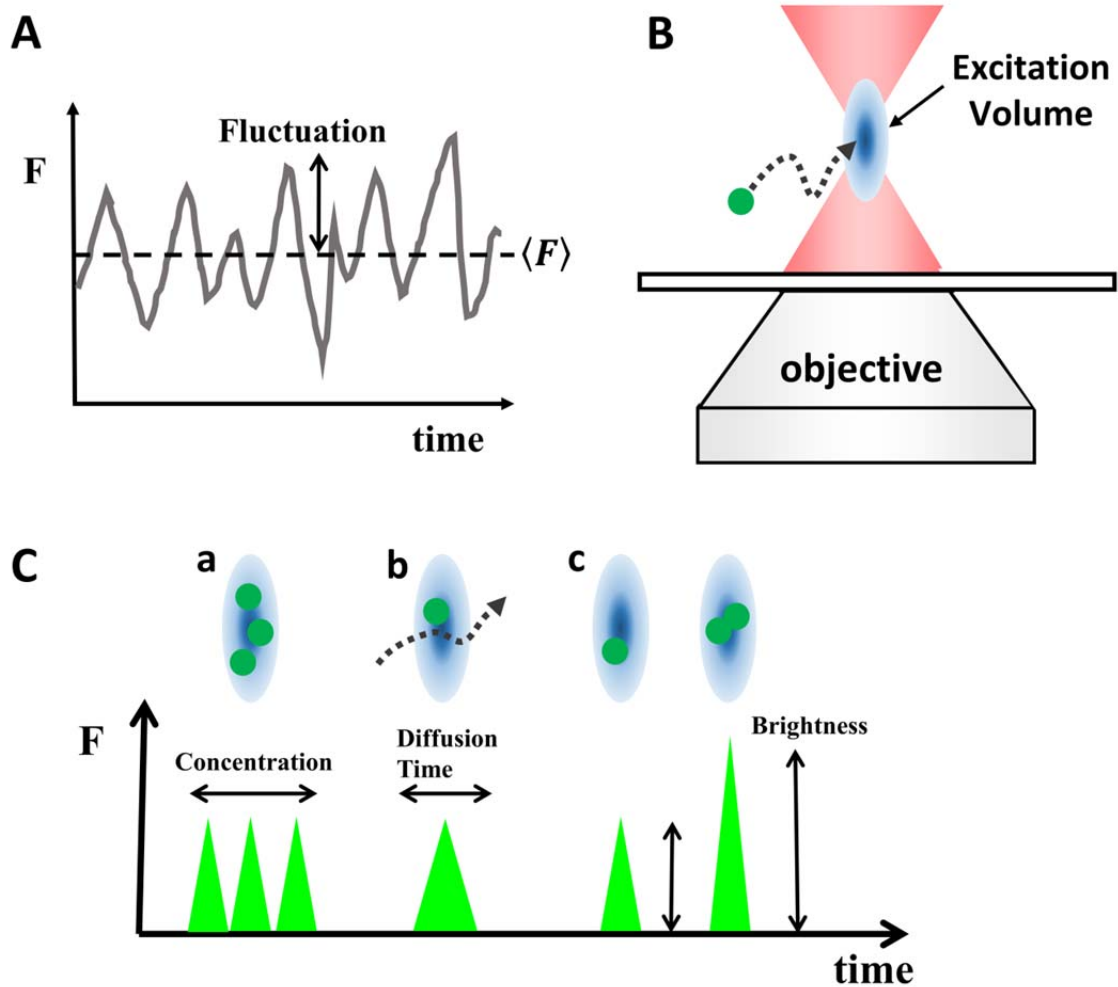 A
Fluctuation
F
⟨F⟩
time
B
Excitation
Volume
objective
C
a
b
c
F
Concentration
Diffusion
Time
Brightness
time